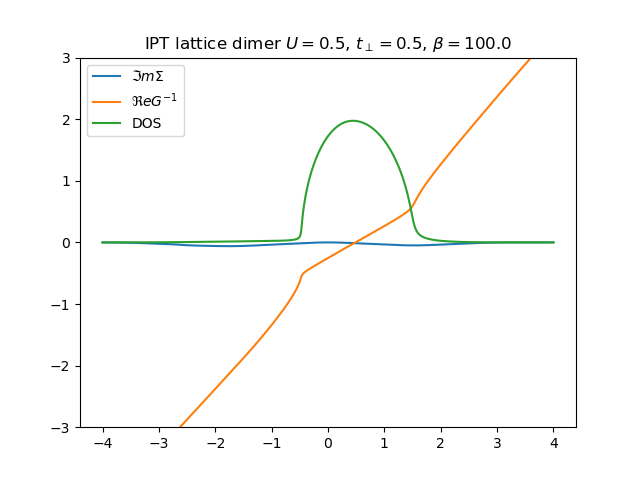 IPT lattice dimer U = 0.5, t⊥ = 0.5, β = 100.0
3
2
1
0
−1
−2
−3
ℑmΣ
ℜeG⁻¹
DOS
−4 −3 −2 −1 0 1 2 3 4